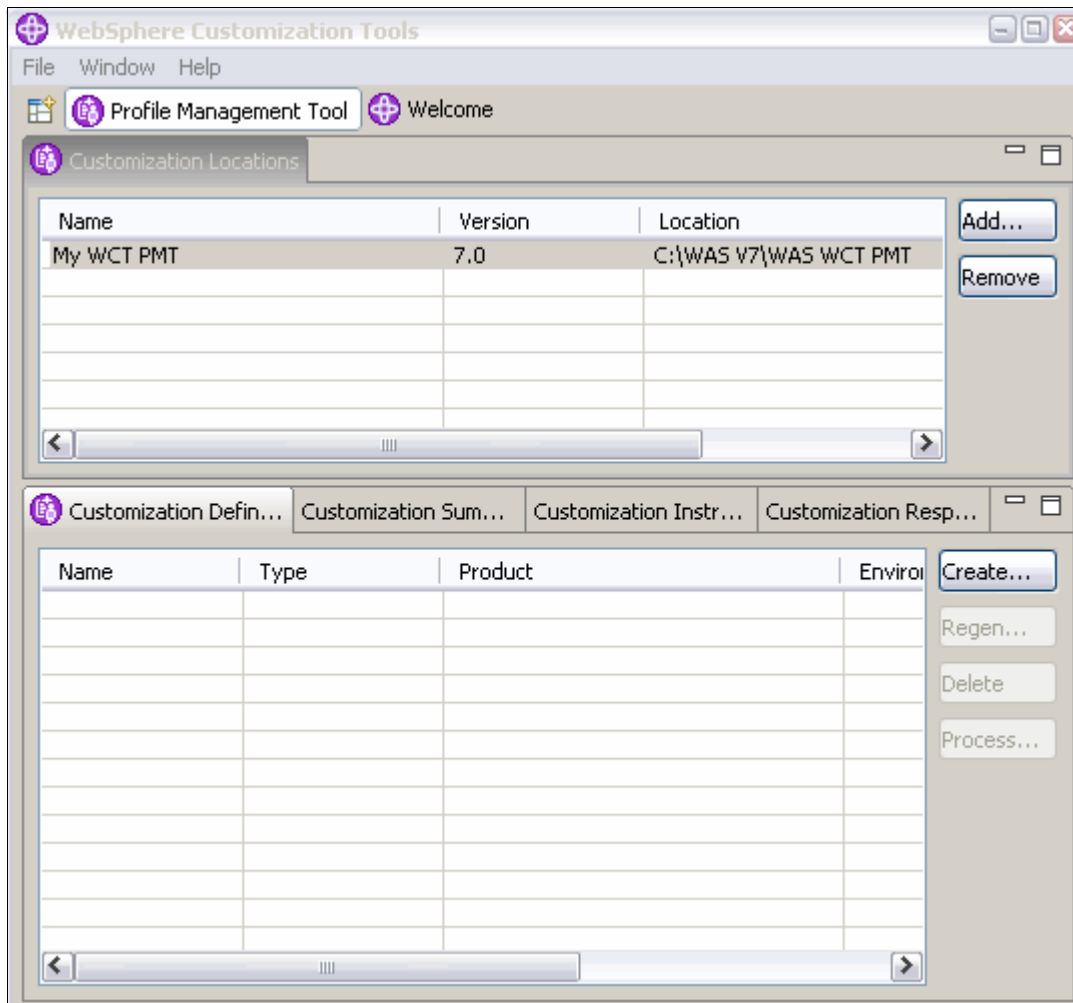 WebSphere Customization Tools
File Window Help
Profile Management Tool Welcome
Customization Locations
Name Version Location Add...
My WCT PMT 7.0 C:\WAS V7\WAS WCT PMT
Remove
Customization Defin... Customization Sum... Customization Instr... Customization Resp...
Name Type Product Enviro Create...
Regen...
Delete
Process...